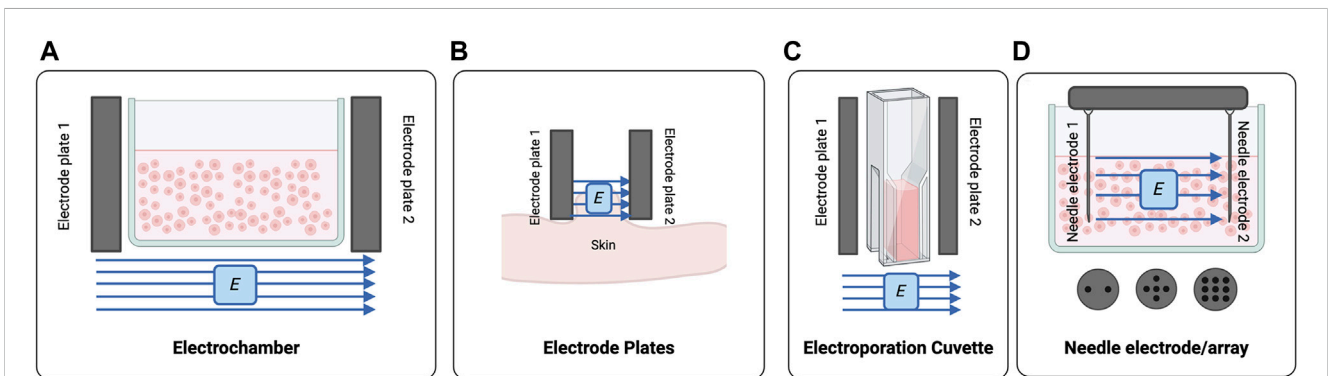 A
Electrode plate 1
Electrode plate 2
E
Electrochamber
B
Electrode plate 1
Electrode plate 2
E
Skin
Electrode Plates
C
Electrode plate 1
Electrode plate 2
E
Electroporation Cuvette
D
Needle electrode 1
Needle electrode 2
E
Needle electrode/array